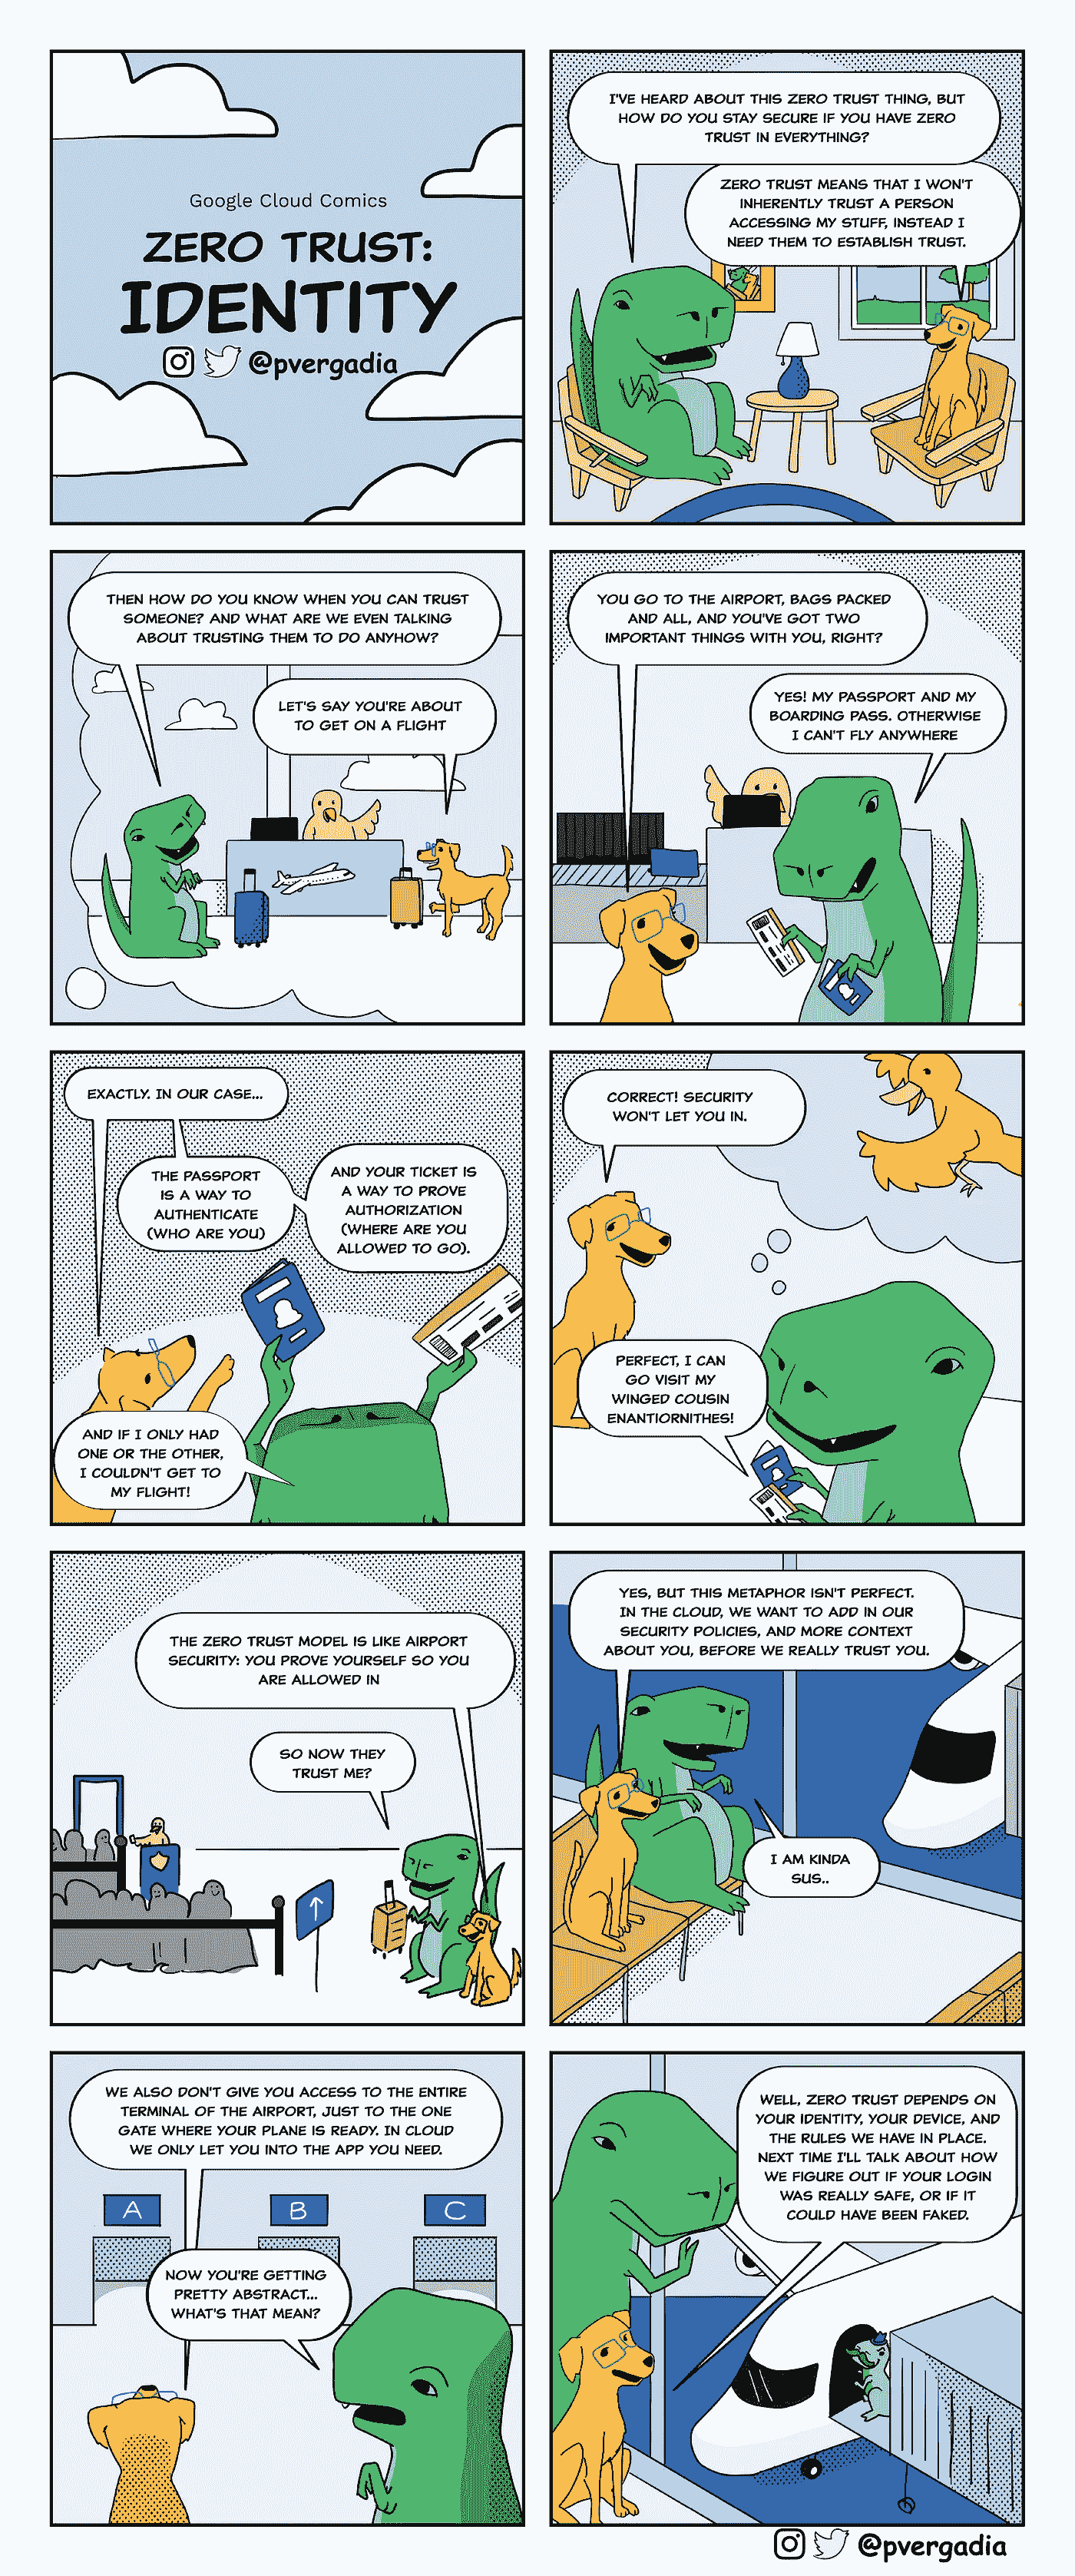 Google Cloud Comics
ZERO TRUST:
IDENTITY
@pvergadia
I'VE HEARD ABOUT THIS ZERO TRUST THING, BUT
HOW DO YOU STAY SECURE IF YOU HAVE ZERO
TRUST IN EVERYTHING?
ZERO TRUST MEANS THAT I WON'T
INHERENTLY TRUST A PERSON
ACCESSING MY STUFF, INSTEAD I
NEED THEM TO ESTABLISH TRUST.
THEN HOW DO YOU KNOW WHEN YOU CAN TRUST
SOMEONE? AND WHAT ARE WE EVEN TALKING
ABOUT TRUSTING THEM TO DO ANYHOW?
LET'S SAY YOU'RE ABOUT
TO GET ON A FLIGHT
YOU GO TO THE AIRPORT, BAGS PACKED
AND ALL, AND YOU'VE GOT TWO
IMPORTANT THINGS WITH YOU, RIGHT?
YES! MY PASSPORT AND MY
BOARDING PASS. OTHERWISE
I CAN'T FLY ANYWHERE
EXACTLY. IN OUR CASE...
THE PASSPORT
IS A WAY TO
AUTHENTICATE
(WHO ARE YOU)
AND YOUR TICKET IS
A WAY TO PROVE
AUTHORIZATION
(WHERE ARE YOU
ALLOWED TO GO).
AND IF I ONLY HAD
ONE OR THE OTHER,
I COULDN'T GET TO
MY FLIGHT!
CORRECT! SECURITY
WON'T LET YOU IN.
PERFECT, I CAN
GO VISIT MY
WINGED COUSIN
ENANTIORNITHES!
THE ZERO TRUST MODEL IS LIKE AIRPORT
SECURITY: YOU PROVE YOURSELF SO YOU
ARE ALLOWED IN
SO NOW THEY
TRUST ME?
YES, BUT THIS METAPHOR ISN'T PERFECT.
IN THE CLOUD, WE WANT TO ADD IN OUR
SECURITY POLICIES, AND MORE CONTEXT
ABOUT YOU, BEFORE WE REALLY TRUST YOU.
I AM KINDA
SUS..
WE ALSO DON'T GIVE YOU ACCESS TO THE ENTIRE
TERMINAL OF THE AIRPORT, JUST TO THE ONE
GATE WHERE YOUR PLANE IS READY. IN CLOUD
WE ONLY LET YOU INTO THE APP YOU NEED.
A
B
C
NOW YOU'RE GETTING
PRETTY ABSTRACT...
WHAT'S THAT MEAN?
WELL, ZERO TRUST DEPENDS ON
YOUR IDENTITY, YOUR DEVICE, AND
THE RULES WE HAVE IN PLACE.
NEXT TIME I'LL TALK ABOUT HOW
WE FIGURE OUT IF YOUR LOGIN
WAS REALLY SAFE, OR IF IT
COULD HAVE BEEN FAKED.
@pvergadia